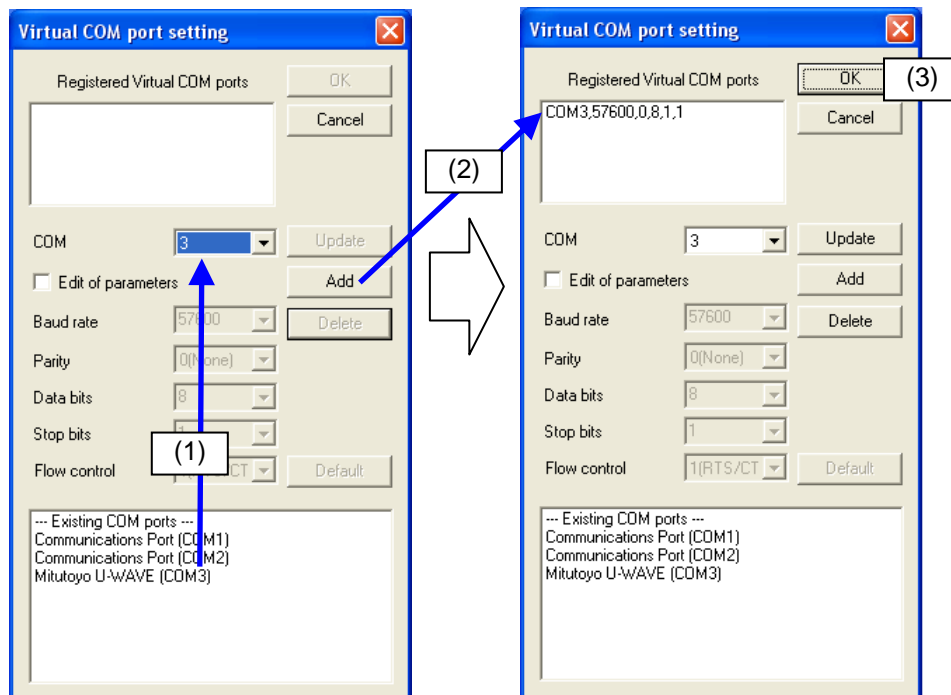 Virtual COM port setting
Registered Virtual COM ports
OK
Cancel
COM
3
Update
Edit of parameters
Add
Baud rate
57600
Delete
Parity
0(None)
Data bits
8
Stop bits
Flow control
Default
--- Existing COM ports ---
Communications Port (COM1)
Communications Port (COM2)
Mitutoyo U-WAVE (COM3)
(1)
(2)
Virtual COM port setting
Registered Virtual COM ports
OK
(3)
COM3,57600,0,8,1,1
Cancel
COM
3
Update
Edit of parameters
Add
Baud rate
57600
Delete
Parity
0(None)
Data bits
8
Stop bits
1
Flow control
1(RTS/CT
Default
--- Existing COM ports ---
Communications Port (COM1)
Communications Port (COM2)
Mitutoyo U-WAVE (COM3)